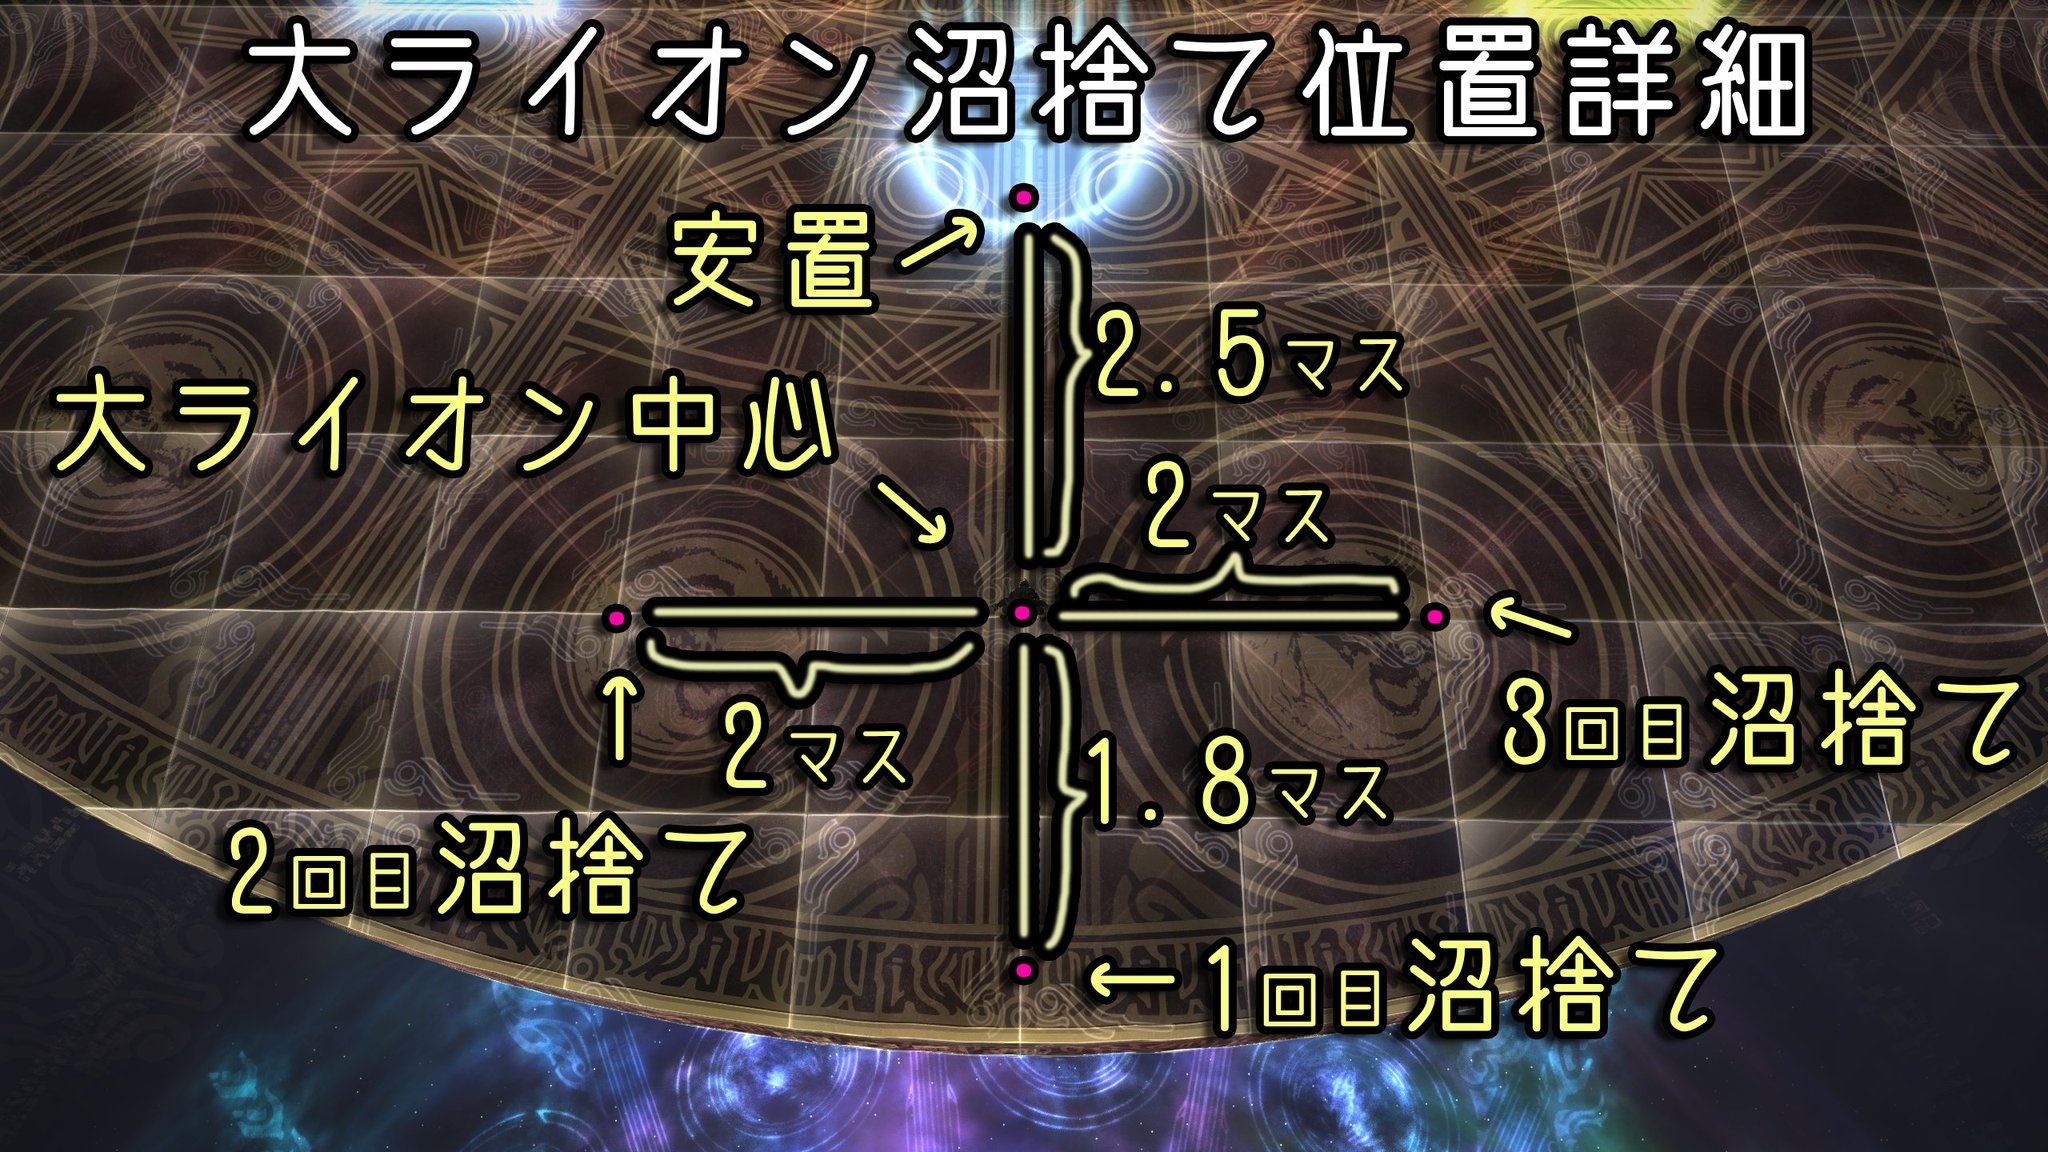 大ライオン沼捨て位置詳細
安置
2.5マス
大ライオン中心
2マス
3回目沼捨て
2マス
1.8マス
2回目沼捨て
1回目沼捨て